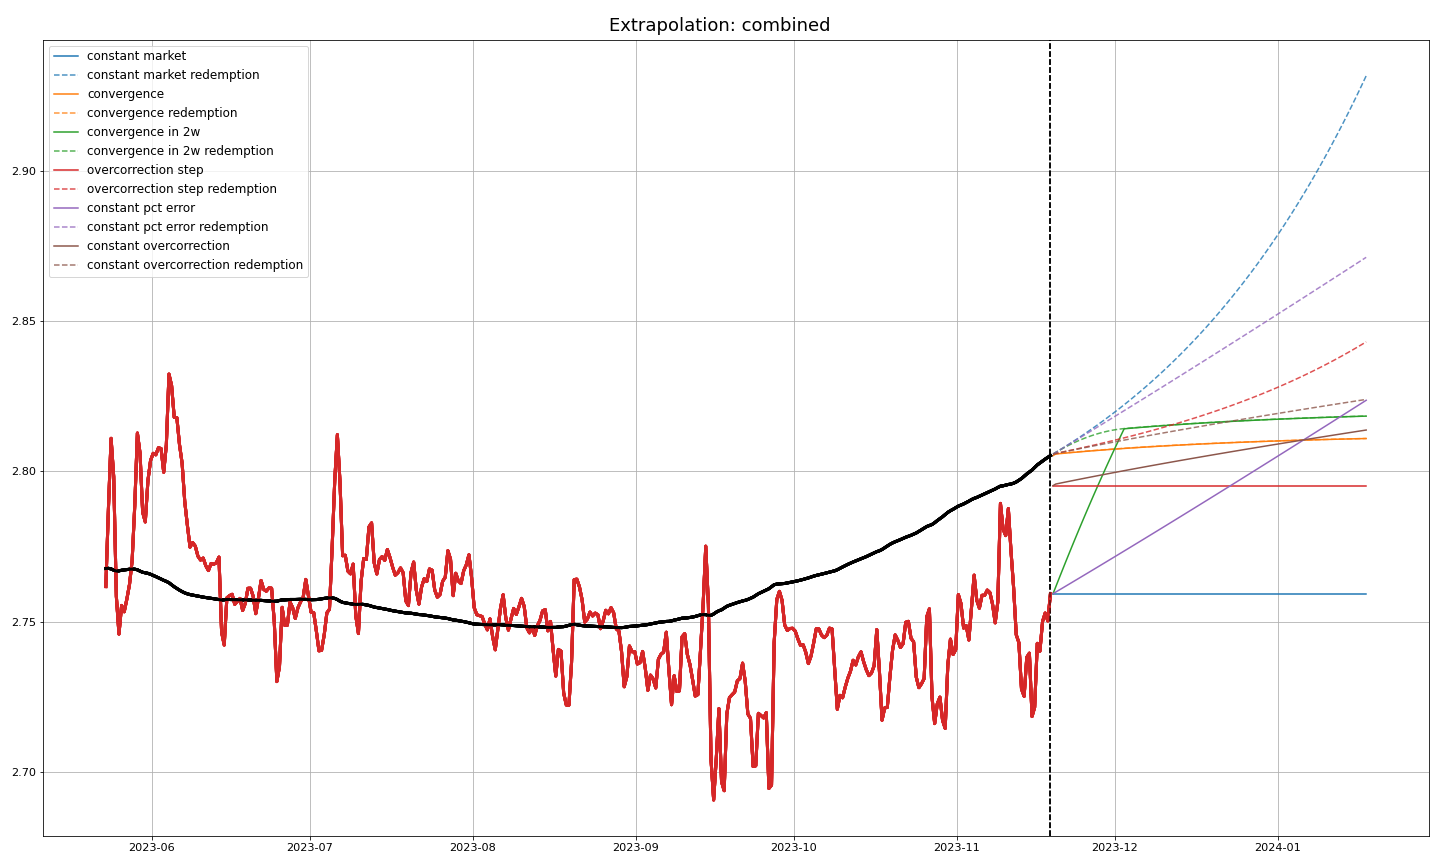 Extrapolation: combined
constant market
constant market redemption
convergence
convergence redemption
convergence in 2w
convergence in 2w redemption
overcorrection step
overcorrection step redemption
constant pct error
constant pct error redemption
constant overcorrection
constant overcorrection redemption
2.90
2.85
2.80
2.75
2.70
2023-06 2023-07 2023-08 2023-09 2023-10 2023-11 2023-12 2024-01